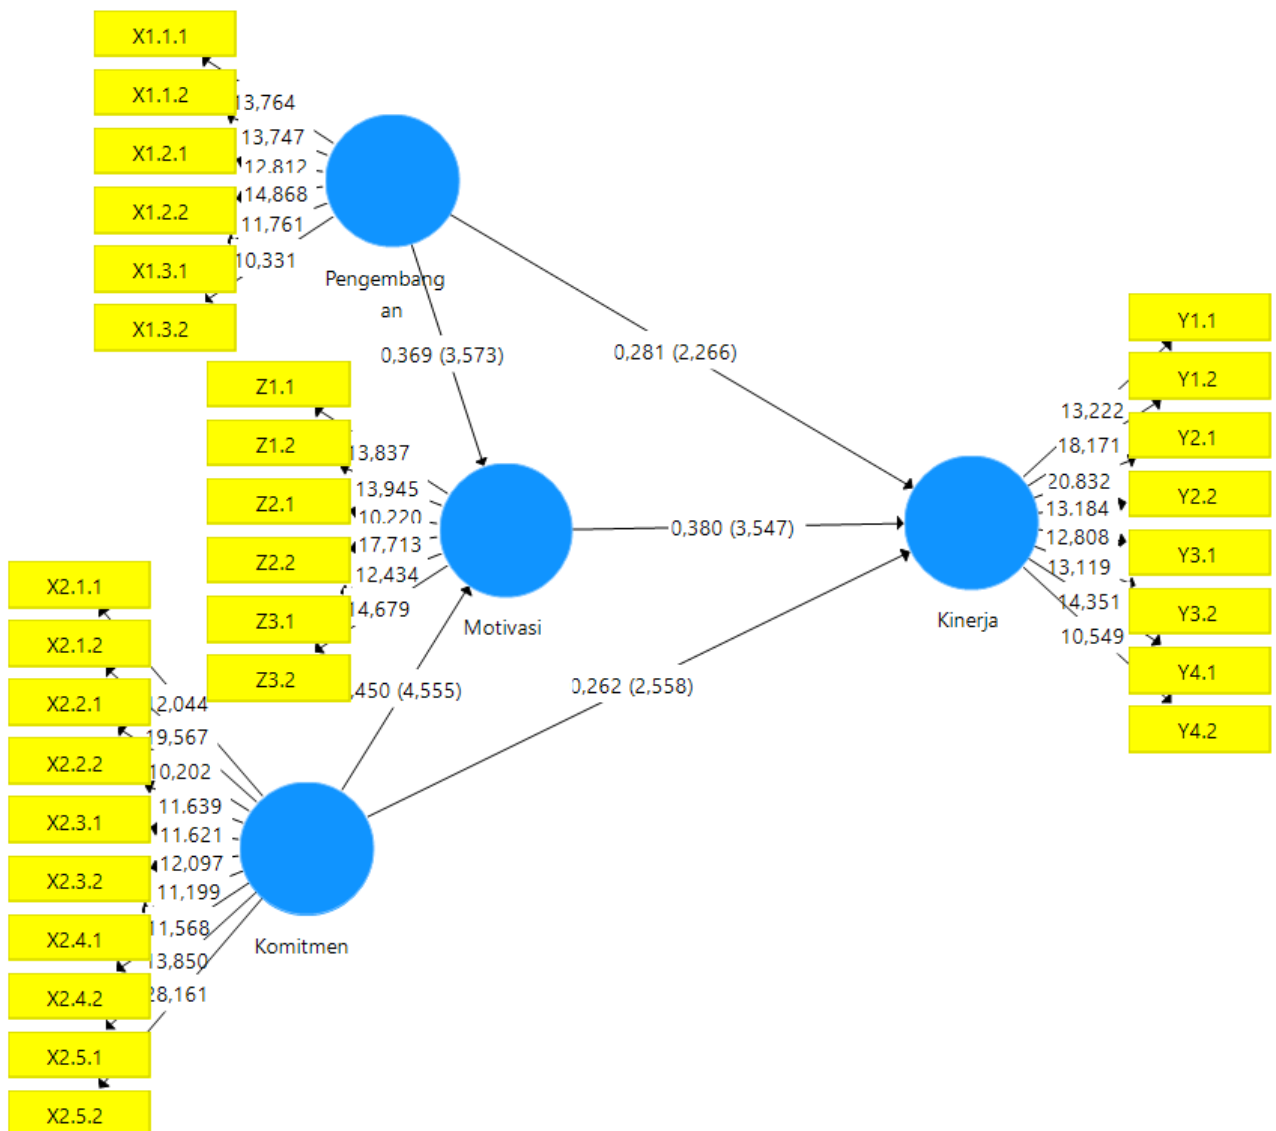 X1.1.1
X1.1.2
X1.2.1
X1.2.2
X1.3.1
X1.3.2
13,764
13,747
12,812
14,868
11,761
10,331
Pengembang
an
0,369 (3,573)
0,281 (2,266)
Z1.1
Z1.2
Z2.1
Z2.2
Z3.1
Z3.2
13,837
13,945
10,220
17,713
12,434
14,679
Motivasi
0,380 (3,547)
,450 (4,555)
0,262 (2,558)
X2.1.1
X2.1.2
X2.2.1
X2.2.2
X2.3.1
X2.3.2
X2.4.1
X2.4.2
X2.5.1
X2.5.2
12,044
19,567
10,202
11,639
11,621
12,097
11,199
11,568
13,850
28,161
Komitmen
Kinerja
13,222
18,171
20,832
13,184
12,808
13,119
14,351
10,549
Y1.1
Y1.2
Y2.1
Y2.2
Y3.1
Y3.2
Y4.1
Y4.2